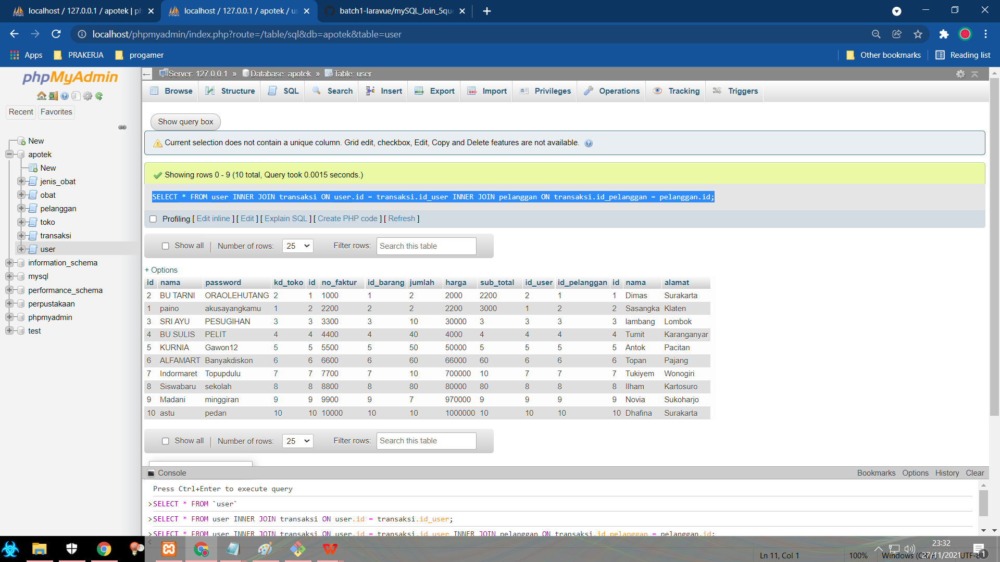 localhost / 127.0.0.1 / apotek | ph
localhost / 127.0.0.1 / apotek / us
batch1-laravue/mySQL_Join_5que
localhost/phpmyadmin/index.php?route=/table/sql&db=apotek&table=user
Apps
PRAKERJA
progamer
Other bookmarks
Reading list
phpMyAdmin
Recent
Favorites
New
apotek
New
jenis_obat
obat
pelanggan
toko
transaksi
user
information_schema
mysql
performance_schema
perpustakaan
phpmyadmin
test
Server: 127.0.0.1 » Database: apotek » Table: user
Browse Structure SQL Search Insert Export Import Privileges Operations Tracking Triggers
Show query box
Current selection does not contain a unique column. Grid edit, checkbox, Edit, Copy and Delete features are not available.
Showing rows 0 - 9 (10 total, Query took 0.0015 seconds.)
SELECT * FROM user INNER JOIN transaksi ON user.id = transaksi.id_user INNER JOIN pelanggan ON transaksi.id_pelanggan = pelanggan.id;
Profiling [ Edit inline ] [ Edit ] [ Explain SQL ] [ Create PHP code ] [ Refresh ]
Show all | Number of rows: 25 Filter rows: Search this table
+ Options
id nama password kd_toko id no_faktur id_barang jumlah harga sub_total id_user id_pelanggan id nama alamat
2 BU TARNI ORAOLEHUTANG 2 1 1000 1 2 2000 2200 2 1 1 Dimas Surakarta
1 paino akusayangkamu 1 2 2200 2 2 2200 3000 1 2 2 Sasangka Klaten
3 SRI AYU PESUGIHAN 3 3 3300 3 10 30000 3 3 3 3 lambang Lombok
4 BU SULIS PELIT 4 4 4400 4 40 4000 4 4 4 4 Tumit Karanganyar
5 KURNIA Gawon12 5 5 5500 5 50 50000 5 5 5 5 Antok Pacitan
6 ALFAMART Banyakdiskon 6 6 6600 6 60 66000 60 6 6 6 Topan Pajang
7 Indormaret Topupdulu 7 7 7700 7 10 700000 10 7 7 7 Tukiyem Wonogiri
8 Siswabaru sekolah 8 8 8800 8 80 80000 80 8 8 8 Ilham Kartosuro
9 Madani minggiran 9 9 9900 9 7 970000 9 9 9 9 Novia Sukoharjo
10 astu pedan 10 10 10000 10 10 1000000 10 10 10 10 Dhafina Surakarta
Show all | Number of rows: 25 Filter rows: Search this table
Console
Bookmarks Options History Clear
Press Ctrl+Enter to execute query
>SELECT * FROM `user`
>SELECT * FROM user INNER JOIN transaksi ON user.id = transaksi.id_user;
>SELECT * FROM user INNER JOIN transaksi ON user.id = transaksi.id_user INNER JOIN pelanggan ON transaksi.id_pelanggan = pelanggan.id;
Ln 11, Col 1
100%
23:32
27/11/2021
1